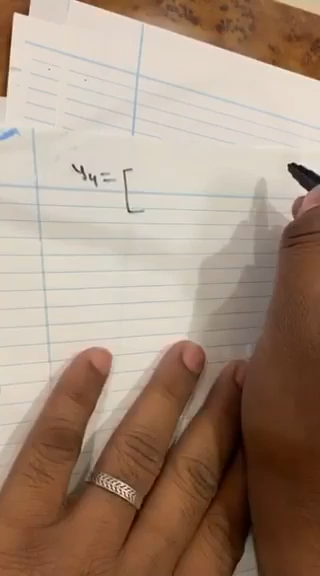 y₄ = [